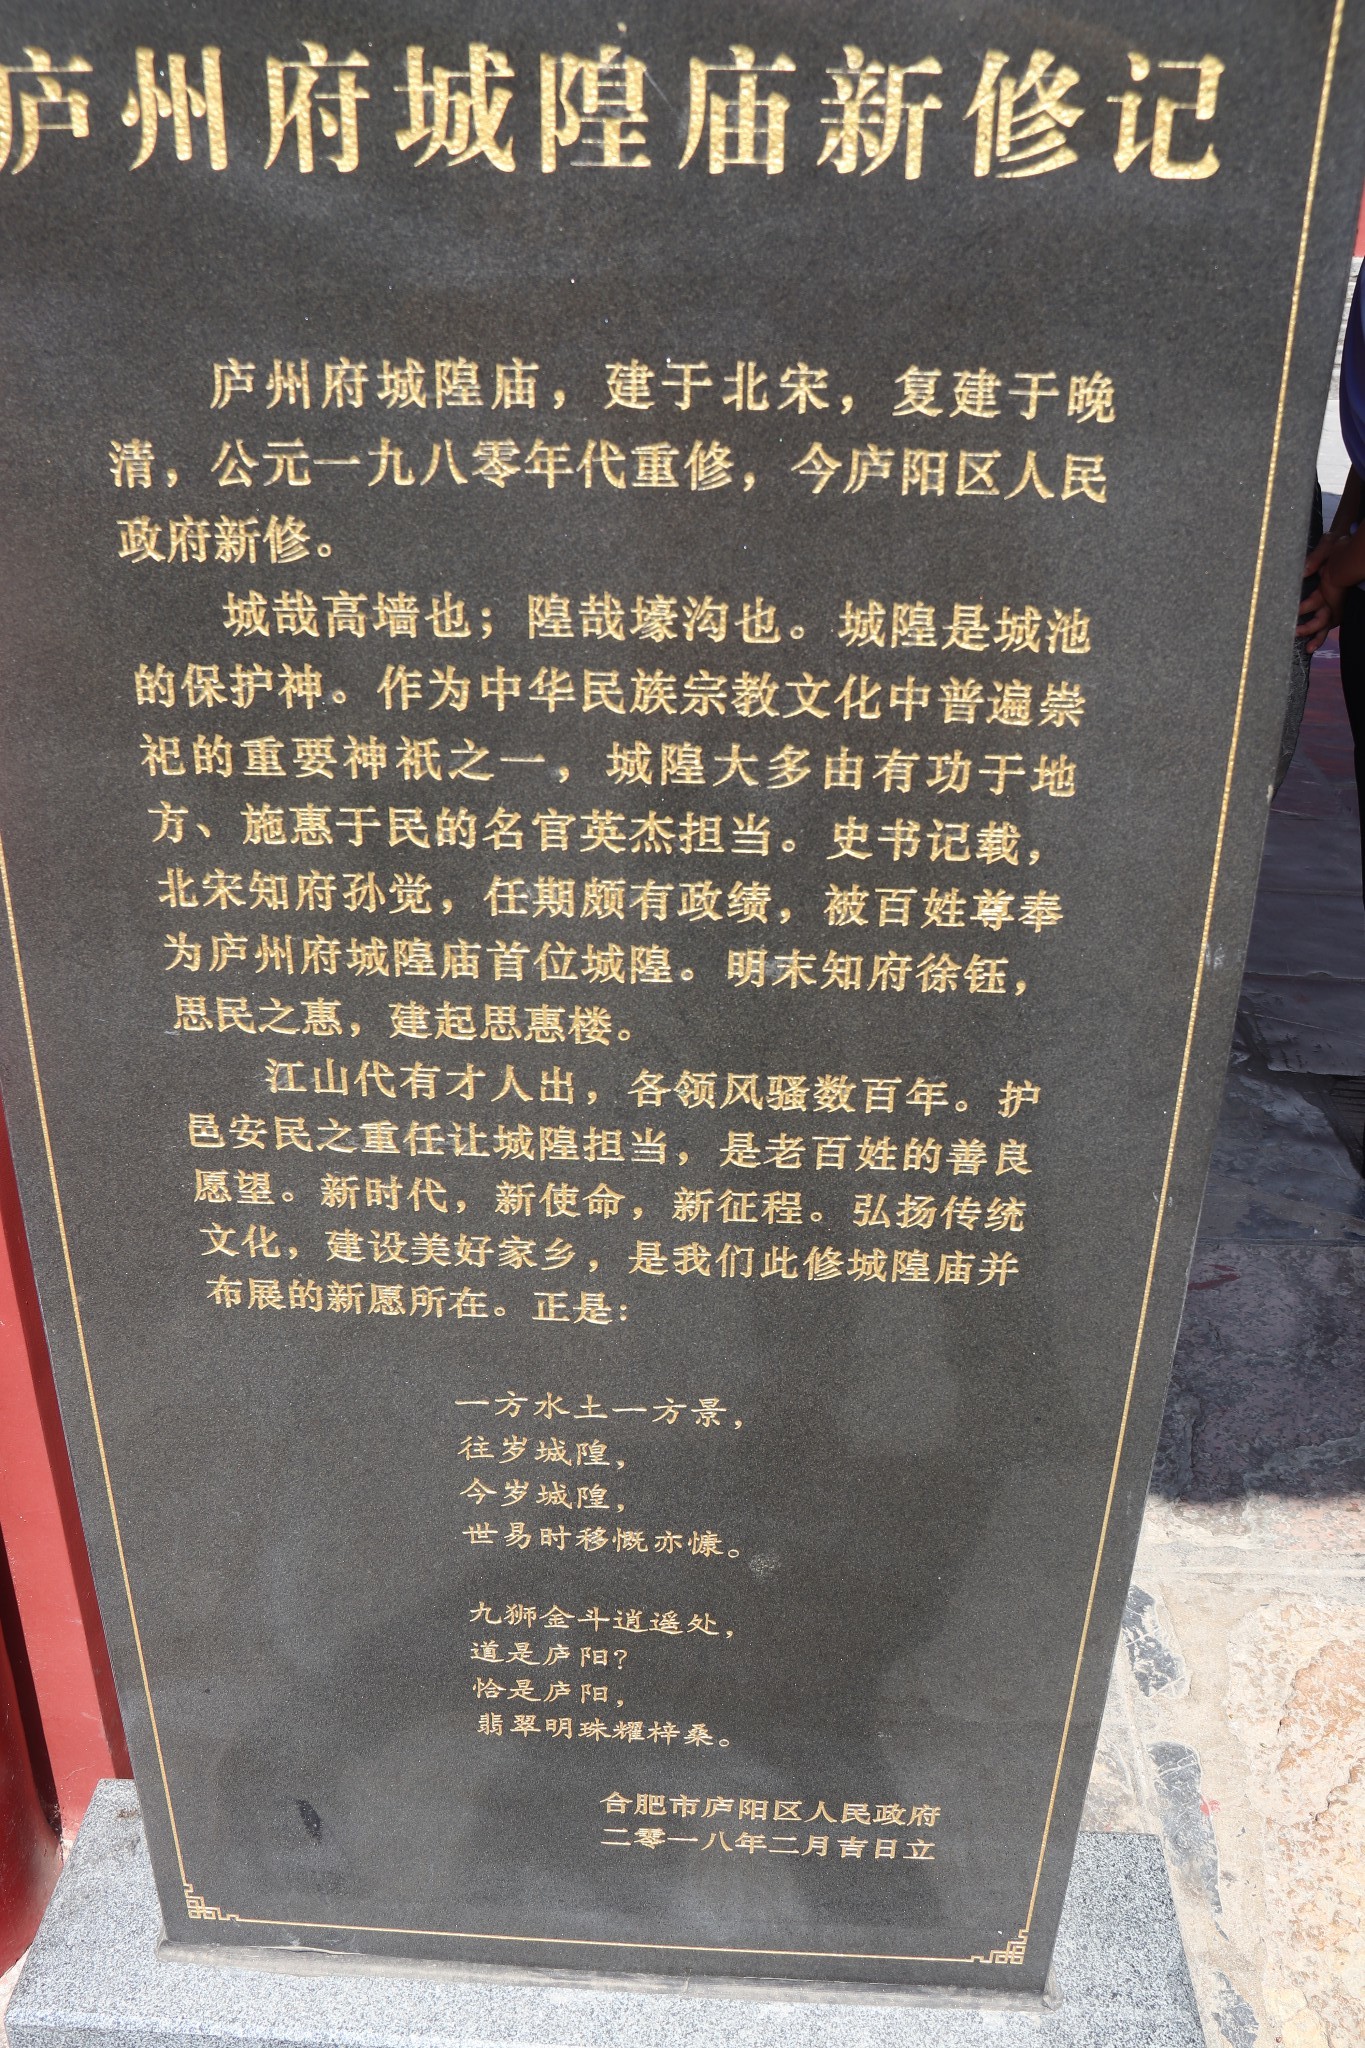 庐州府城隍庙新修记
庐州府城隍庙，建于北宋，复建于晚
清，公元一九八零年代重修，今庐阳区人民
政府新修。
城哉高墙也；隍哉壕沟也。城隍是城池
的保护神。作为中华民族宗教文化中普遍崇
祀的重要神祇之一，城隍大多由有功于地
方、施惠于民的名官英杰担当。史书记载，
北宋知府孙觉，任期颇有政绩，被百姓尊奉
为庐州府城隍庙首位城隍。明末知府徐钰，
思民之惠，建起思惠楼。
江山代有才人出，各领风骚数百年。护
邑安民之重任让城隍担当，是老百姓的善良
愿望。新时代，新使命，新征程。弘扬传统
文化，建设美好家乡，是我们此修城隍庙并
布展的新愿所在。正是：
一方水土一方景，
往岁城隍，
今岁城隍，
世易时移慨亦慷。
九狮金斗逍遥处，
道是庐阳？
恰是庐阳，
翡翠明珠耀梓桑。
合肥市庐阳区人民政府
二零一八年二月吉日立